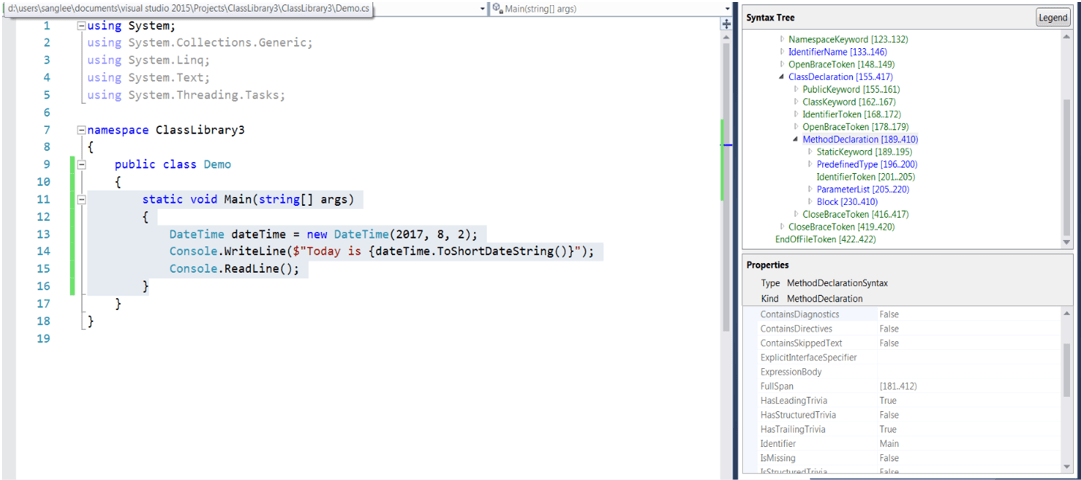 d:\users\sanglee\documents\visual studio 2015\Projects\ClassLibrary3\ClassLibrary3\Demo.cs
Main(string[] args)
1 using System;
2 using System.Collections.Generic;
3 using System.Linq;
4 using System.Text;
5 using System.Threading.Tasks;
6
7 namespace ClassLibrary3
8 {
9 public class Demo
10 {
11 static void Main(string[] args)
12 {
13 DateTime dateTime = new DateTime(2017, 8, 2);
14 Console.WriteLine($"Today is {dateTime.ToShortDateString()}");
15 Console.ReadLine();
16 }
17 }
18 }
19
Syntax Tree
Legend
NamespaceKeyword [123..132)
IdentifierName [133..146)
OpenBraceToken [148..149)
ClassDeclaration [155..417)
PublicKeyword [155..161)
ClassKeyword [162..167)
IdentifierToken [168..172)
OpenBraceToken [178..179)
MethodDeclaration [189..410)
StaticKeyword [189..195)
PredefinedType [196..200)
IdentifierToken [201..205)
ParameterList [205..220)
Block [230..410)
CloseBraceToken [416..417)
CloseBraceToken [419..420)
EndOfFileToken [422..422)
Properties
Type MethodDeclarationSyntax
Kind MethodDeclaration
ContainsDiagnostics False
ContainsDirectives False
ContainsSkippedText False
ExplicitInterfaceSpecifier
ExpressionBody
FullSpan [181..412)
HasLeadingTrivia True
HasStructuredTrivia False
HasTrailingTrivia True
Identifier Main
IsMissing False
IsStructuredTrivia False